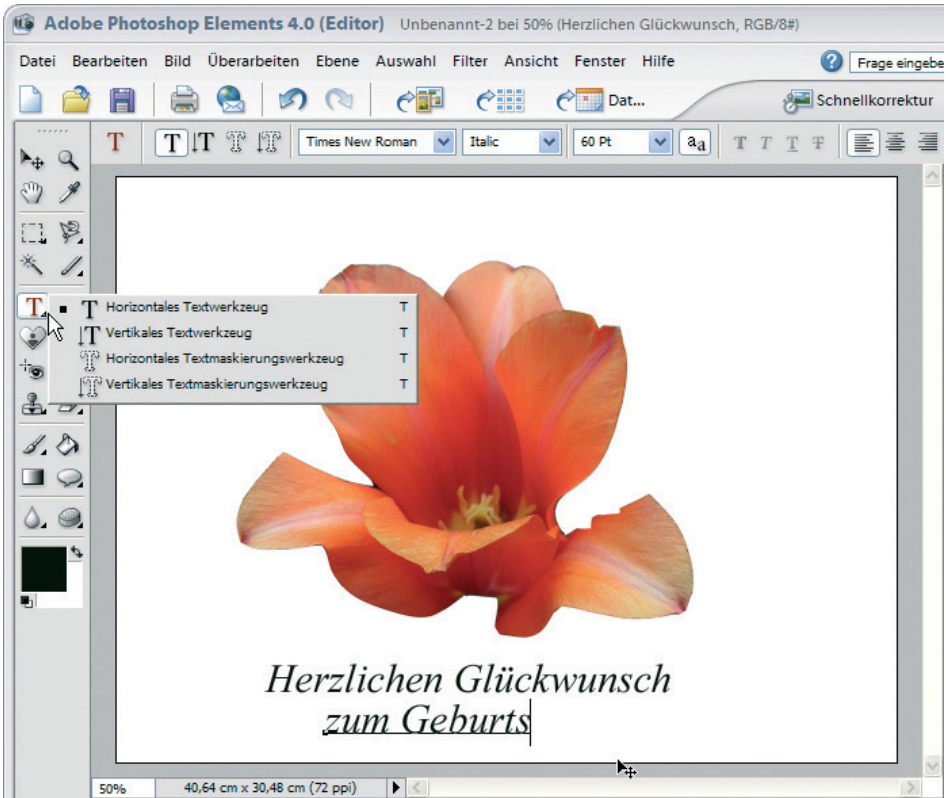 Adobe Photoshop Elements 4.0 (Editor) Unbenannt-2 bei 50% (Herzlichen Glückwunsch, RGB/8#)
Datei Bearbeiten Bild Überarbeiten Ebene Auswahl Filter Ansicht Fenster Hilfe ? Frage eingebe
Dat... Schnellkorrektur
T T T T T Times New Roman Italic 60 Pt aa T T T T
T T Horizontales Textwerkzeug T
T Vertikales Textwerkzeug T
T Horizontales Textmaskierungswerkzeug T
T Vertikales Textmaskierungswerkzeug T
Herzlichen Glückwunsch
zum Geburts
50% 40,64 cm x 30,48 cm (72 ppi)